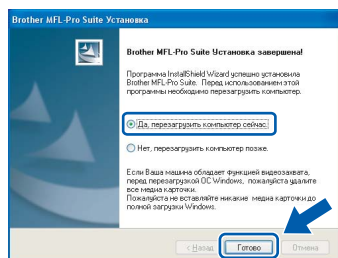 Brother MFL-Pro Suite Установка
Brother MFL-Pro Suite Установка завершена!
Программа InstallShield Wizard успешно установила
Brother MFL-Pro Suite. Перед использованием этой
программы необходимо перезагрузить компьютер.
Да, перезагрузить компьютер сейчас.
Нет, перезагрузить компьютер позже.
Если Ваша машина обладает функцией видеозахвата,
перед перезагрузкой ОС Windows, пожалуйста удалите
все медиа карточки.
Пожалуйста не вставляйте никакие медиа карточки до
полной загрузки Windows.
< Назад
Готово
Отмена